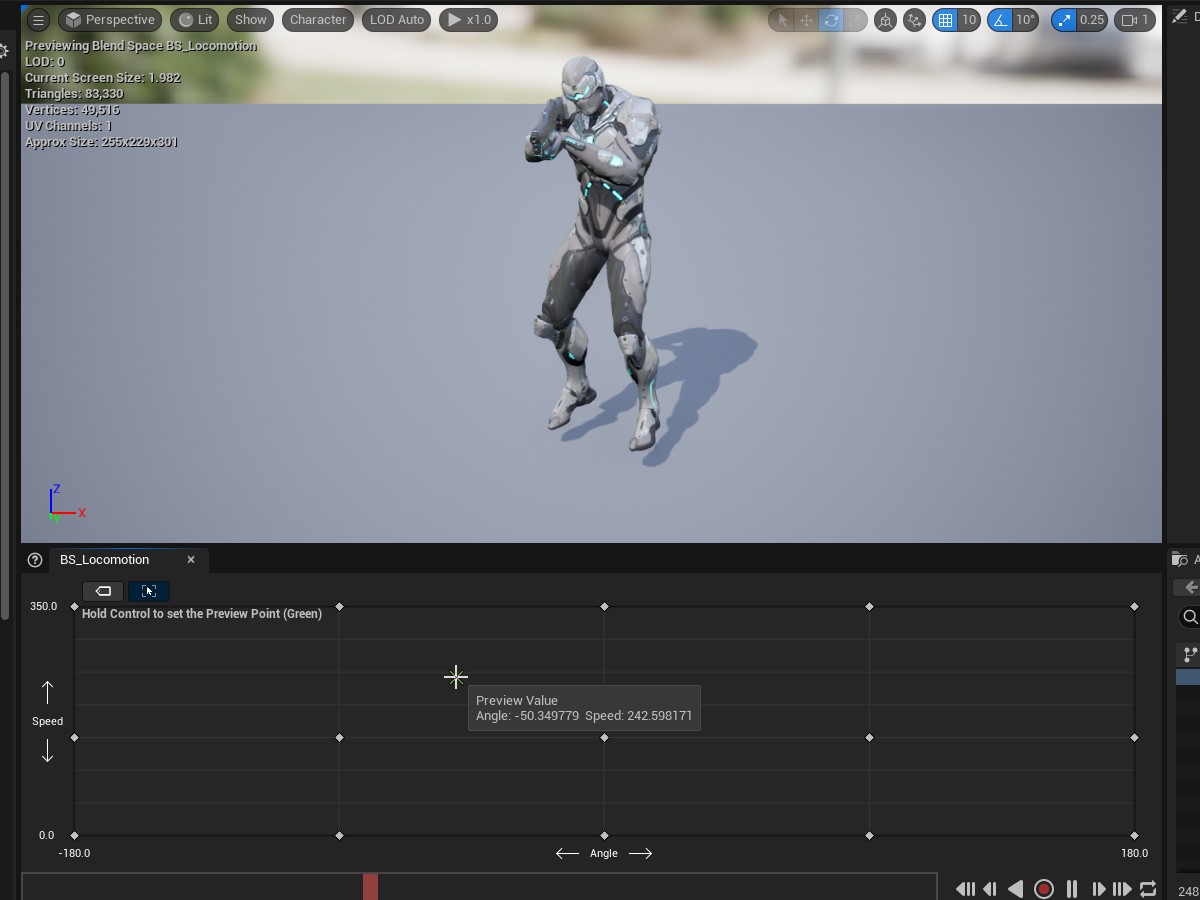 Perspective
Lit
Show
Character
LOD Auto
x1.0
10
10°
0.25
1
Previewing Blend Space BS_Locomotion
LOD: 0
Current Screen Size: 1.982
Triangles: 83,330
Vertices: 49,516
UV Channels: 1
Approx Size: 255x229x301
Z
X
BS_Locomotion
350.0
Hold Control to set the Preview Point (Green)
Preview Value
Angle: -50.349779 Speed: 242.598171
Speed
0.0
-180.0
Angle
180.0
248